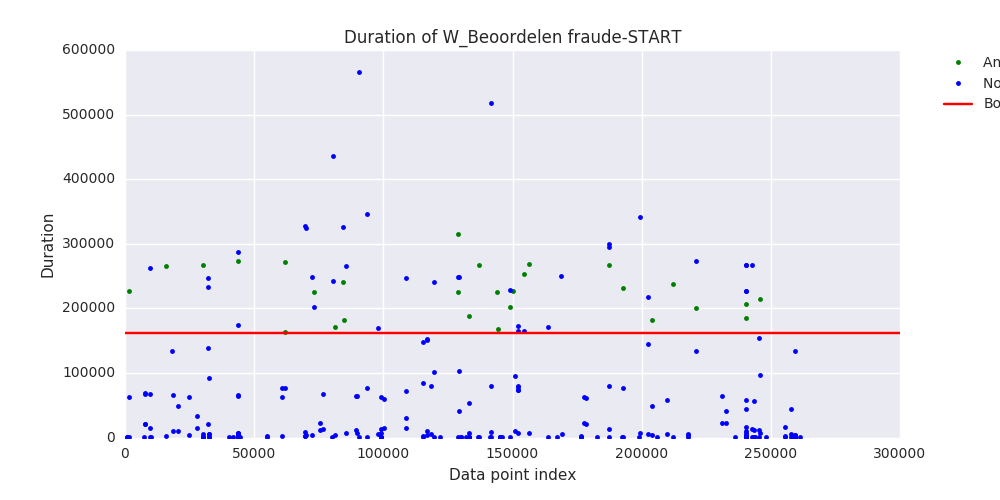 Duration of W_Beoordelen fraude-START
600000
500000
400000
300000
200000
100000
0
Duration
0
50000
100000
150000
200000
250000
300000
Data point index
An
No
Bo